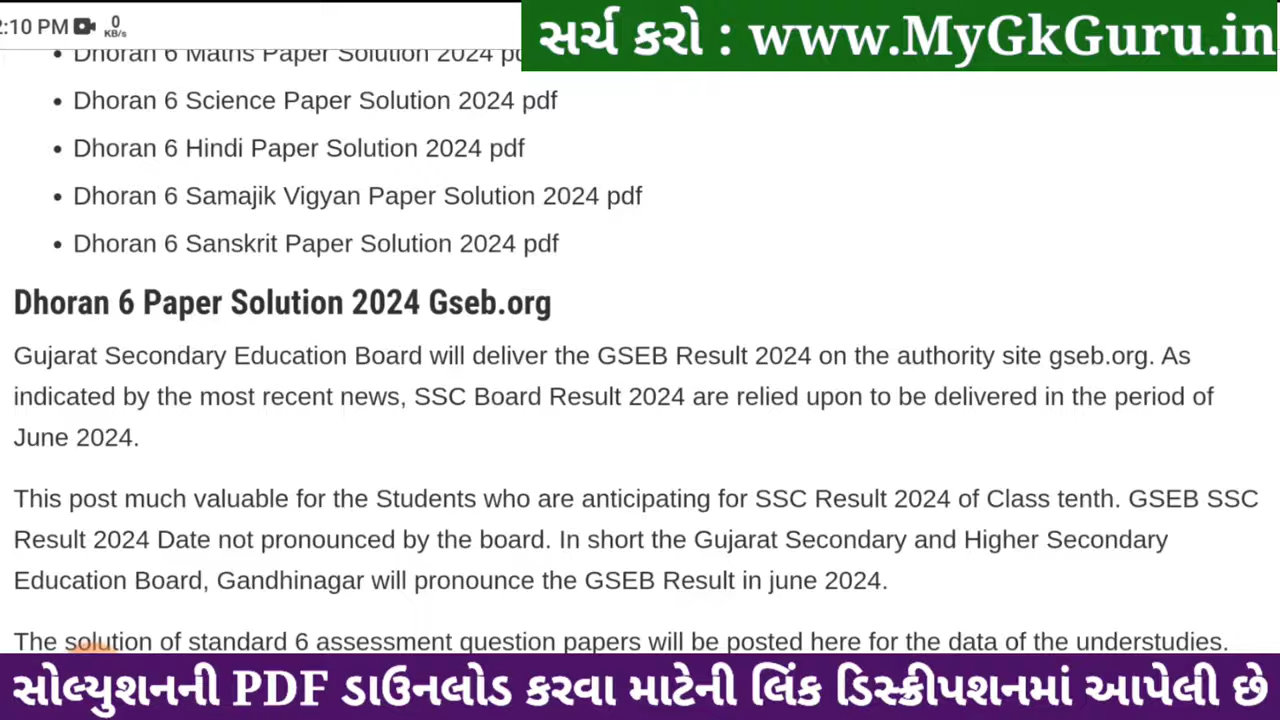 2:10 PM 0 KB/s
સર્ચ કરો : www.MyGkGuru.in
• Dhoran 6 Maths Paper Solution 2024
• Dhoran 6 Science Paper Solution 2024 pdf
• Dhoran 6 Hindi Paper Solution 2024 pdf
• Dhoran 6 Samajik Vigyan Paper Solution 2024 pdf
• Dhoran 6 Sanskrit Paper Solution 2024 pdf
Dhoran 6 Paper Solution 2024 Gseb.org
Gujarat Secondary Education Board will deliver the GSEB Result 2024 on the authority site gseb.org. As
indicated by the most recent news, SSC Board Result 2024 are relied upon to be delivered in the period of
June 2024.
This post much valuable for the Students who are anticipating for SSC Result 2024 of Class tenth. GSEB SSC
Result 2024 Date not pronounced by the board. In short the Gujarat Secondary and Higher Secondary
Education Board, Gandhinagar will pronounce the GSEB Result in june 2024.
The solution of standard 6 assessment question papers will be posted here for the data of the understudies.
સોલ્યુશનની PDF ડાઉનલોડ કરવા માટેની લિંક ડિસ્ક્રીપશનમાં આપેલી છે